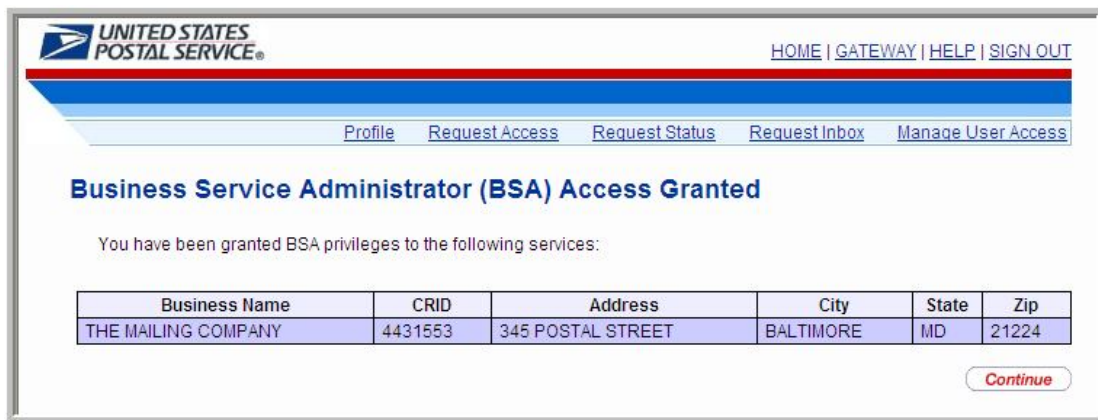 UNITED STATES
POSTAL SERVICE®
HOME | GATEWAY | HELP | SIGN OUT
Profile Request Access Request Status Request Inbox Manage User Access
Business Service Administrator (BSA) Access Granted
You have been granted BSA privileges to the following services:
Business Name CRID Address City State Zip
THE MAILING COMPANY 4431553 345 POSTAL STREET BALTIMORE MD 21224
Continue